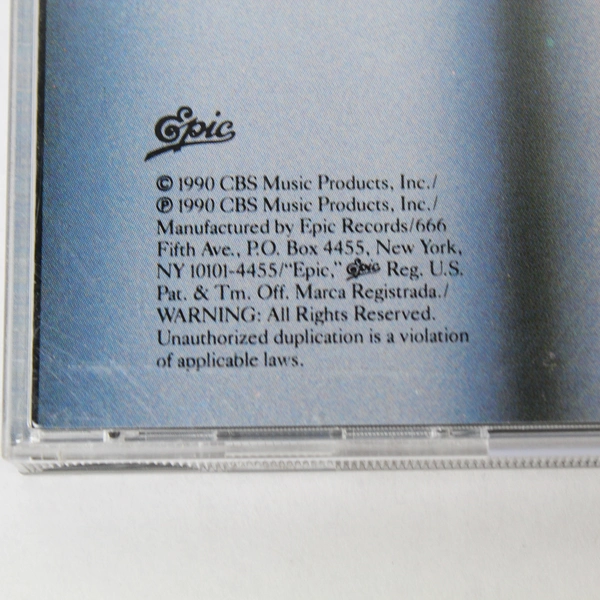 Epic
© 1990 CBS Music Products, Inc./
℗ 1990 CBS Music Products, Inc./
Manufactured by Epic Records/666
Fifth Ave., P.O. Box 4455, New York,
NY 10101-4455/"Epic," Epic Reg. U.S.
Pat. & Tm. Off. Marca Registrada./
WARNING: All Rights Reserved.
Unauthorized duplication is a violation
of applicable laws.